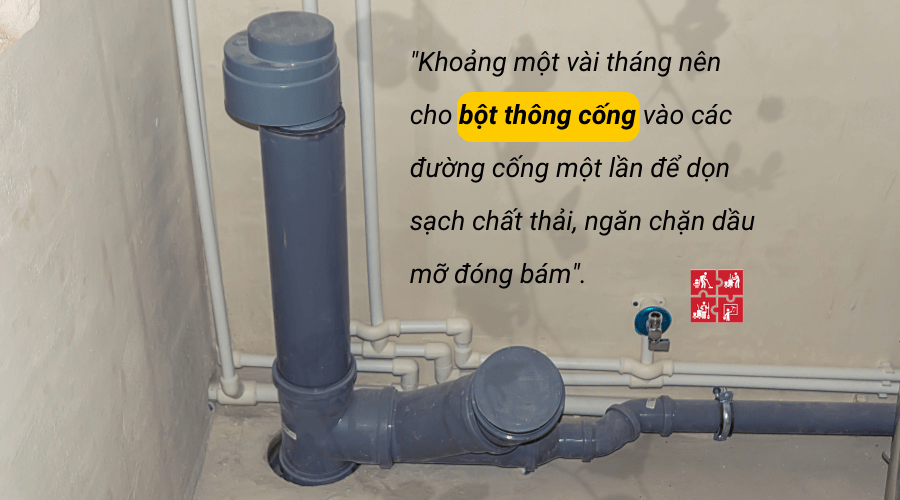 "Khoảng một vài tháng nên
cho bột thông cống vào các
đường cống một lần để dọn
sạch chất thải, ngăn chặn dầu
mỡ đóng bám".